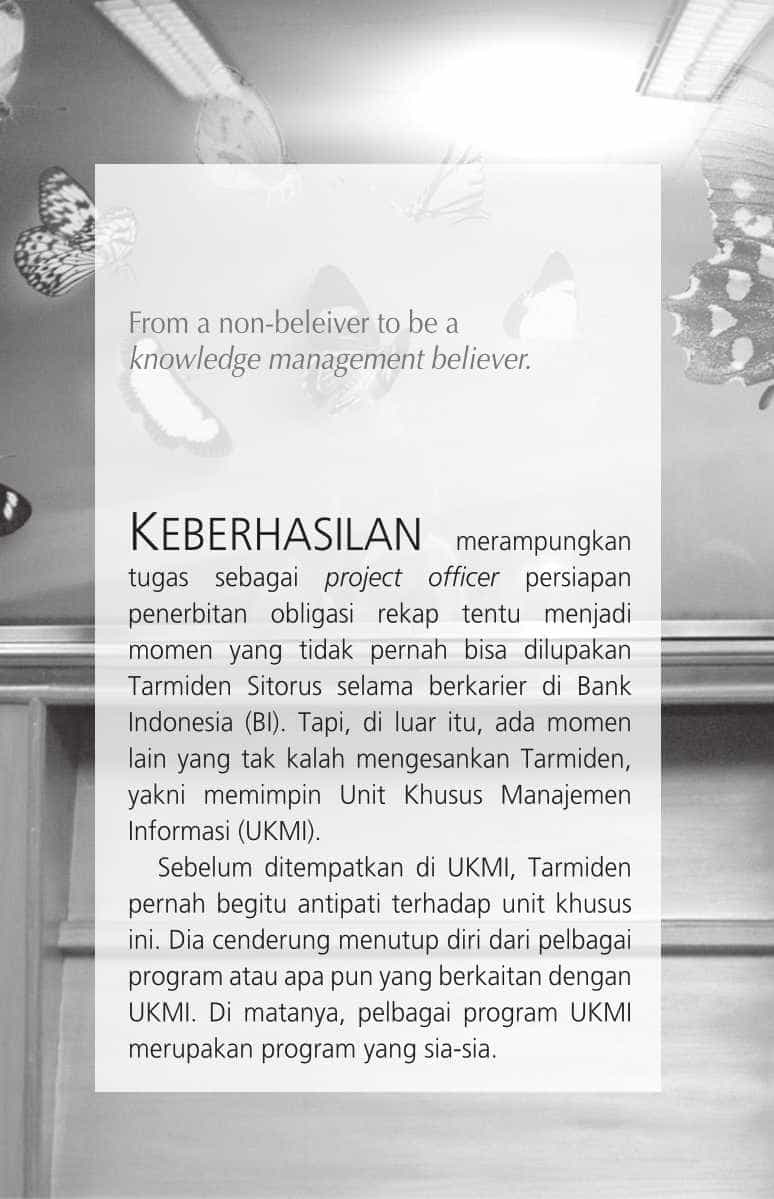 From a non-beleiver to be a
knowledge management believer.
KEBERHASILAN merampungkan
tugas sebagai project officer persiapan
penerbitan obligasi rekap tentu menjadi
momen yang tidak pernah bisa dilupakan
Tarmiden Sitorus selama berkarier di Bank
Indonesia (BI). Tapi, di luar itu, ada momen
lain yang tak kalah mengesankan Tarmiden,
yakni memimpin Unit Khusus Manajemen
Informasi (UKMI).
Sebelum ditempatkan di UKMI, Tarmiden
pernah begitu antipati terhadap unit khusus
ini. Dia cenderung menutup diri dari pelbagai
program atau apa pun yang berkaitan dengan
UKMI. Di matanya, pelbagai program UKMI
merupakan program yang sia-sia.